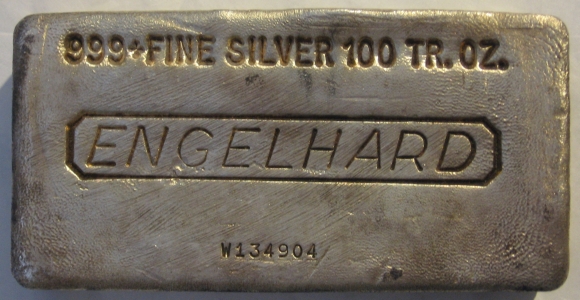 999+FINE SILVER 100 TR. OZ.
ENGELHARD
W134904